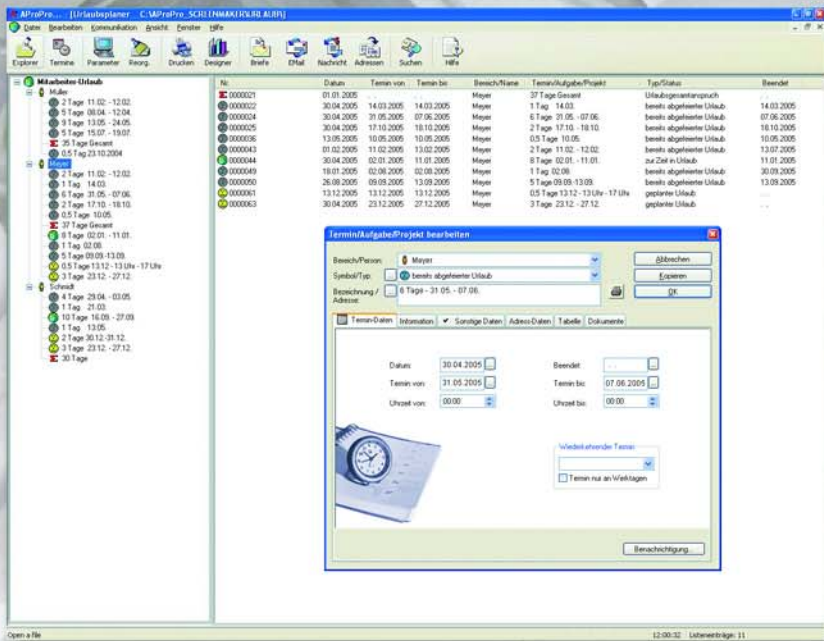 AProPro... - [Urlaubsplaner C:\AProPro_SCREENMAKER\URLAUB\]
Datei Bearbeiten Kommunikation Ansicht Fenster Hilfe
Explorer Termine Parameter Reorg. Drucken Designer Briefe EMail Nachricht Adressen Suchen Hilfe
Mitarbeiter-Urlaub
Müller
2 Tage 11.02. - 12.02.
5 Tage 08.04. - 12.04.
9 Tage 13.05. - 24.05.
5 Tage 15.07. - 19.07.
35 Tage Gesamt
0,5 Tag 23.10.2004
Meyer
2 Tage 11.02. - 12.02.
1 Tag 14.03.
6 Tage 31.05. - 07.06.
2 Tage 17.10. - 18.10.
0,5 Tage 10.05.
37 Tage Gesamt
8 Tage 02.01. - 11.01.
1 Tag 02.08.
5 Tage 09.09.-13.09.
0,5 Tage 13.12 - 13 Uhr - 17 Uhr
3 Tage 23.12. - 27.12.
Schmidt
4 Tage 29.04. - 03.05.
1 Tag 21.03.
10 Tage 16.09. - 27.09.
1 Tag 13.05.
2 Tage 30.12.-31.12.
3 Tage 23.12. - 27.12.
30 Tage
Nr. Datum Termin von Termin bis Bereich/Name Termin/Aufgabe/Projekt Typ/Status Beendet
0000021 01.01.2005 . . . . Meyer 37 Tage Gesamt Urlaubsgesamtanspruch . .
0000022 30.04.2005 14.03.2005 14.03.2005 Meyer 1 Tag 14.03. bereits abgefeierter Urlaub 14.03.2005
0000024 30.04.2005 31.05.2005 07.06.2005 Meyer 6 Tage 31.05. - 07.06. bereits abgefeierter Urlaub 07.06.2005
0000025 30.04.2005 17.10.2005 18.10.2005 Meyer 2 Tage 17.10. - 18.10. bereits abgefeierter Urlaub 18.10.2005
0000036 13.05.2005 10.05.2005 10.05.2005 Meyer 0,5 Tage 10.05. bereits abgefeierter Urlaub 10.05.2005
0000043 01.02.2005 11.02.2005 13.02.2005 Meyer 2 Tage 11.02. - 12.02. bereits abgefeierter Urlaub 13.07.2005
0000044 30.04.2005 02.01.2005 11.01.2005 Meyer 8 Tage 02.01. - 11.01. zur Zeit in Urlaub 11.01.2005
0000049 18.01.2005 02.08.2005 02.08.2005 Meyer 1 Tag 02.08. bereits abgefeierter Urlaub 30.09.2005
0000050 26.08.2005 09.09.2005 13.09.2005 Meyer 5 Tage 09.09.-13.09. bereits abgefeierter Urlaub 13.09.2005
0000061 13.12.2005 13.12.2005 13.12.2005 Meyer 0,5 Tage 13.12 - 13 Uhr - 17 Uhr geplanter Urlaub . .
0000063 30.04.2005 23.12.2005 27.12.2005 Meyer 3 Tage 23.12. - 27.12. geplanter Urlaub . .
Termin/Aufgabe/Projekt bearbeiten
Bereich/Person: Meyer Abbrechen
Symbol/Typ: ... bereits abgefeierter Urlaub Kopieren
Bezeichnung / Adresse: ... 6 Tage - 31.05. - 07.06. OK
Termin-Daten Information Sonstige Daten Adress-Daten Tabelle Dokumente
Datum: 30.04.2005 ... Beendet: . . ...
Termin von: 31.05.2005 ... Termin bis: 07.06.2005 ...
Uhrzeit von: 00:00 Uhrzeit bis: 00:00
Wiederkehrender Termin
Termin nur an Werktagen
Benachrichtigung...
Open a file 12:00:32 Listeneinträge: 11